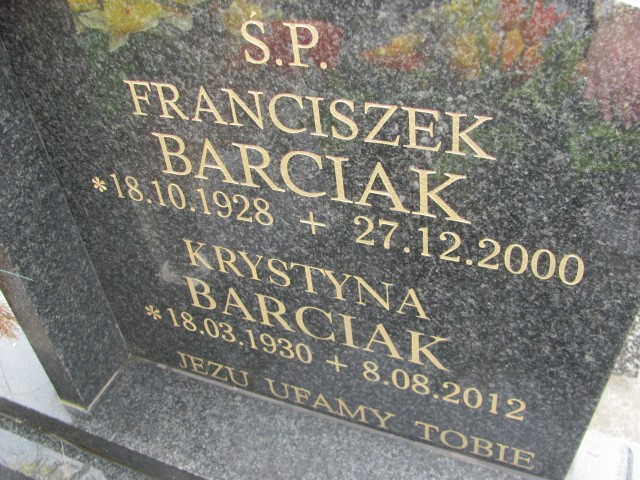 Ś.P.
FRANCISZEK
BARCIAK
*18.10.1928 + 27.12.2000
KRYSTYNA
BARCIAK
*18.03.1930 + 8.08.2012
JEZU UFAMY TOBIE